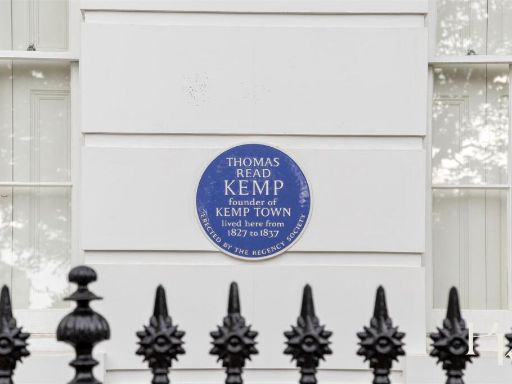 THOMAS
READ
KEMP
founder of
KEMP TOWN
lived here from
1827 to 1837
ERECTED BY THE REGENCY SOCIETY